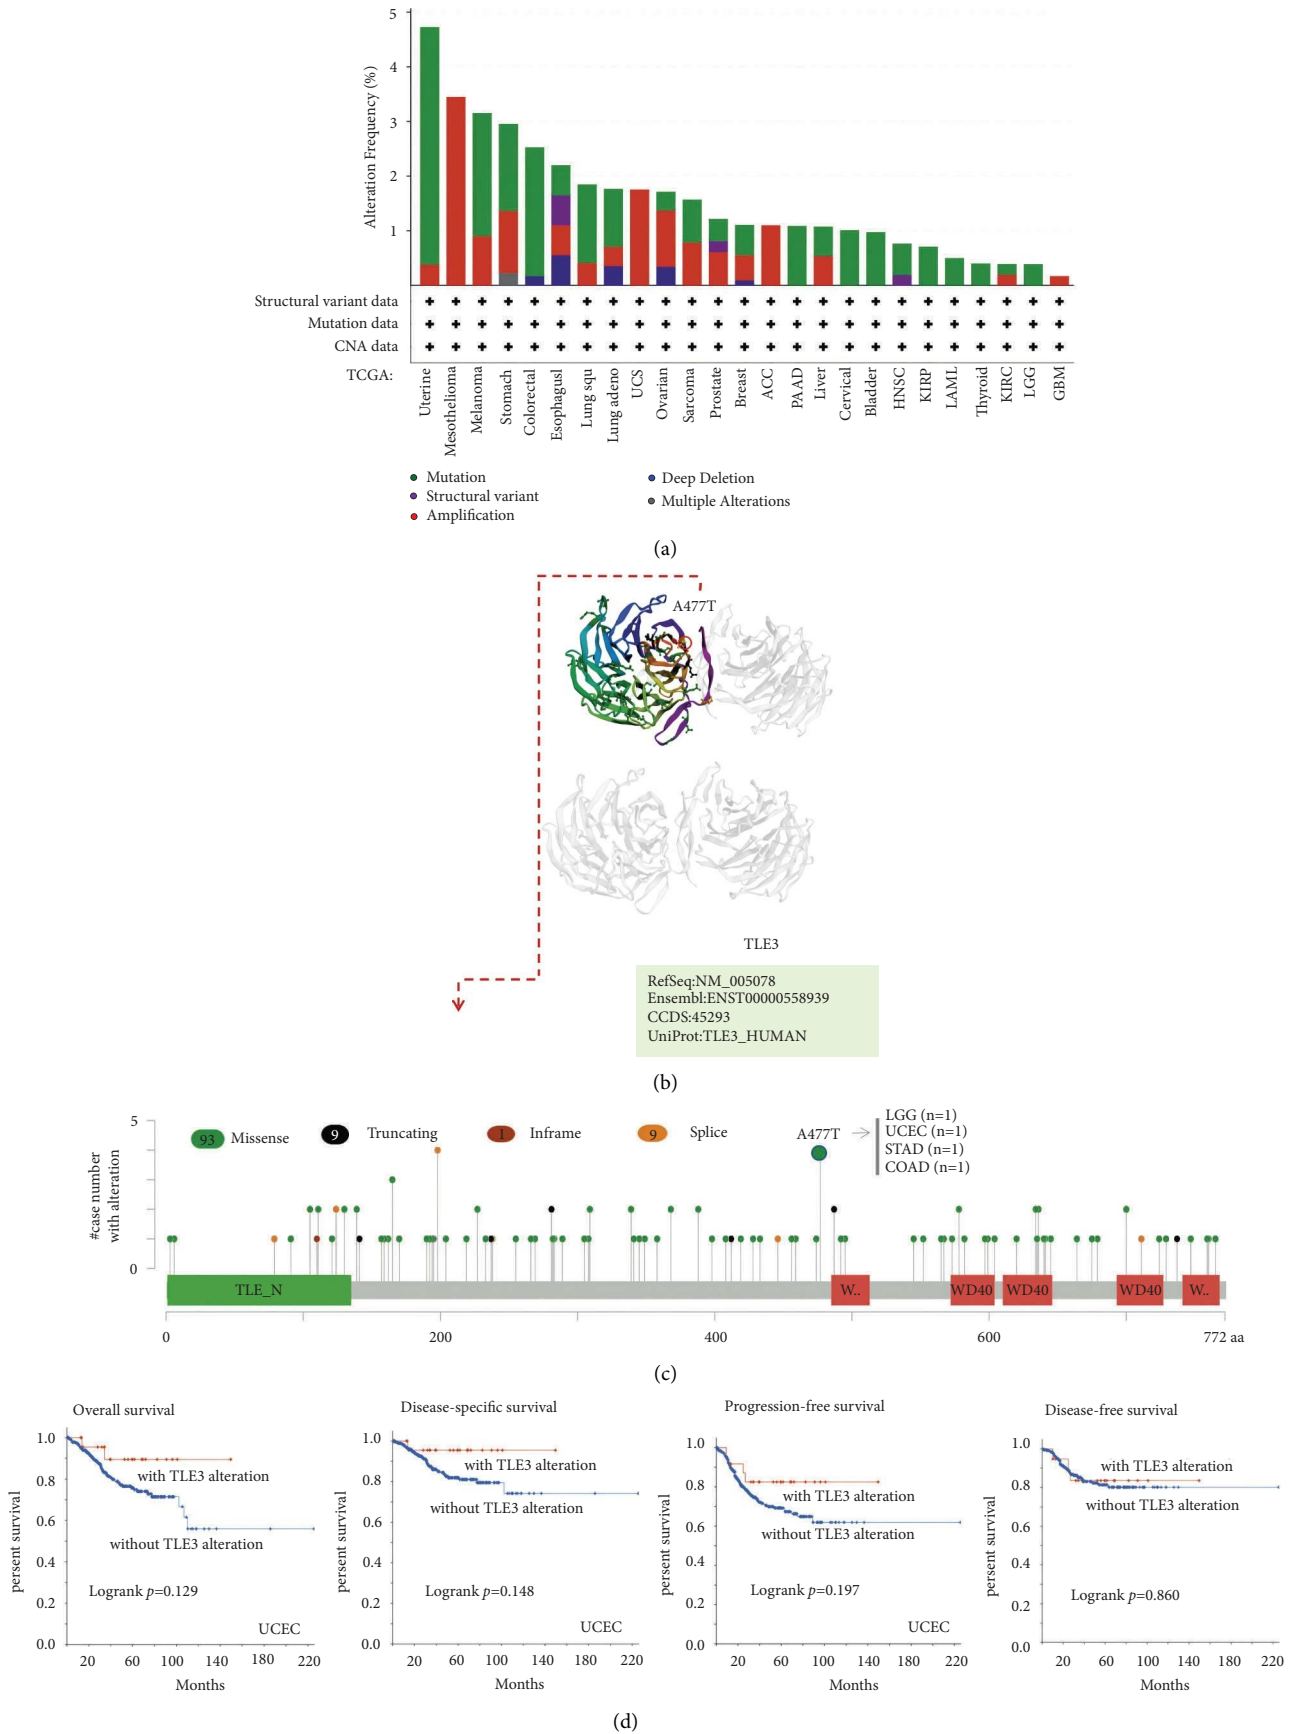 5
4
3
2
1
Alteration Frequency (%)
Structural variant data
Mutation data
CNA data
TCGA:
Uterine
Mesothelioma
Melanoma
Stomach
Colorectal
Esophagusl
Lung squ
Lung adeno
UCS
Ovarian
Sarcoma
Prostate
Breast
ACC
PAAD
Liver
Cervical
Bladder
HNSC
KIRP
LAML
Thyroid
KIRC
LGG
GBM
Mutation
Structural variant
Amplification
Deep Deletion
Multiple Alterations
(a)
A477T
TLE3
RefSeq:NM_005078
Ensembl:ENST00000558939
CCDS:45293
UniProt:TLE3_HUMAN
(b)
5
0
#case number
with alteration
93 Missense
9 Truncating
1 Inframe
9 Splice
A477T
LGG (n=1)
UCEC (n=1)
STAD (n=1)
COAD (n=1)
TLE_N
W..
WD40
WD40
WD40
W..
0 200 400 600 772 aa
(c)
Overall survival
persent survival
1.0
0.8
0.6
0.4
0.2
0.0
with TLE3 alteration
without TLE3 alteration
Logrank p=0.129
UCEC
20 60 100 140 180 220
Months
Disease-specific survival
persent survival
1.0
0.8
0.6
0.4
0.2
0.0
with TLE3 alteration
without TLE3 alteration
Logrank p=0.148
UCEC
20 60 100 140 180 220
Months
Progression-free survival
persent survival
1.0
0.8
0.6
0.4
0.2
0.0
with TLE3 alteration
without TLE3 alteration
Logrank p=0.197
UCEC
20 60 100 140 180 220
Months
Disease-free survival
persent survival
1.0
0.8
0.6
0.4
0.2
0.0
with TLE3 alteration
without TLE3 alteration
Logrank p=0.860
20 60 100 140 180 220
Months
(d)